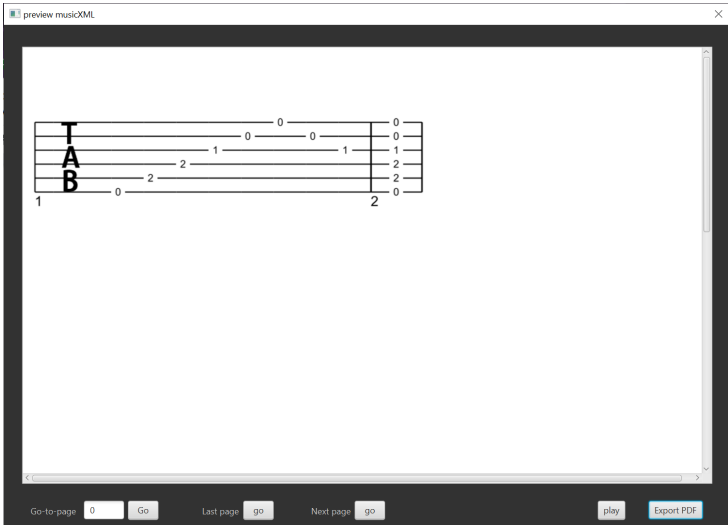 preview musicXML
T 0 0
0 0 0
1 1 1
A 2 2
B 2 2
0 0
1 2
Go-to-page 0 Go Last page go Next page go play Export PDF